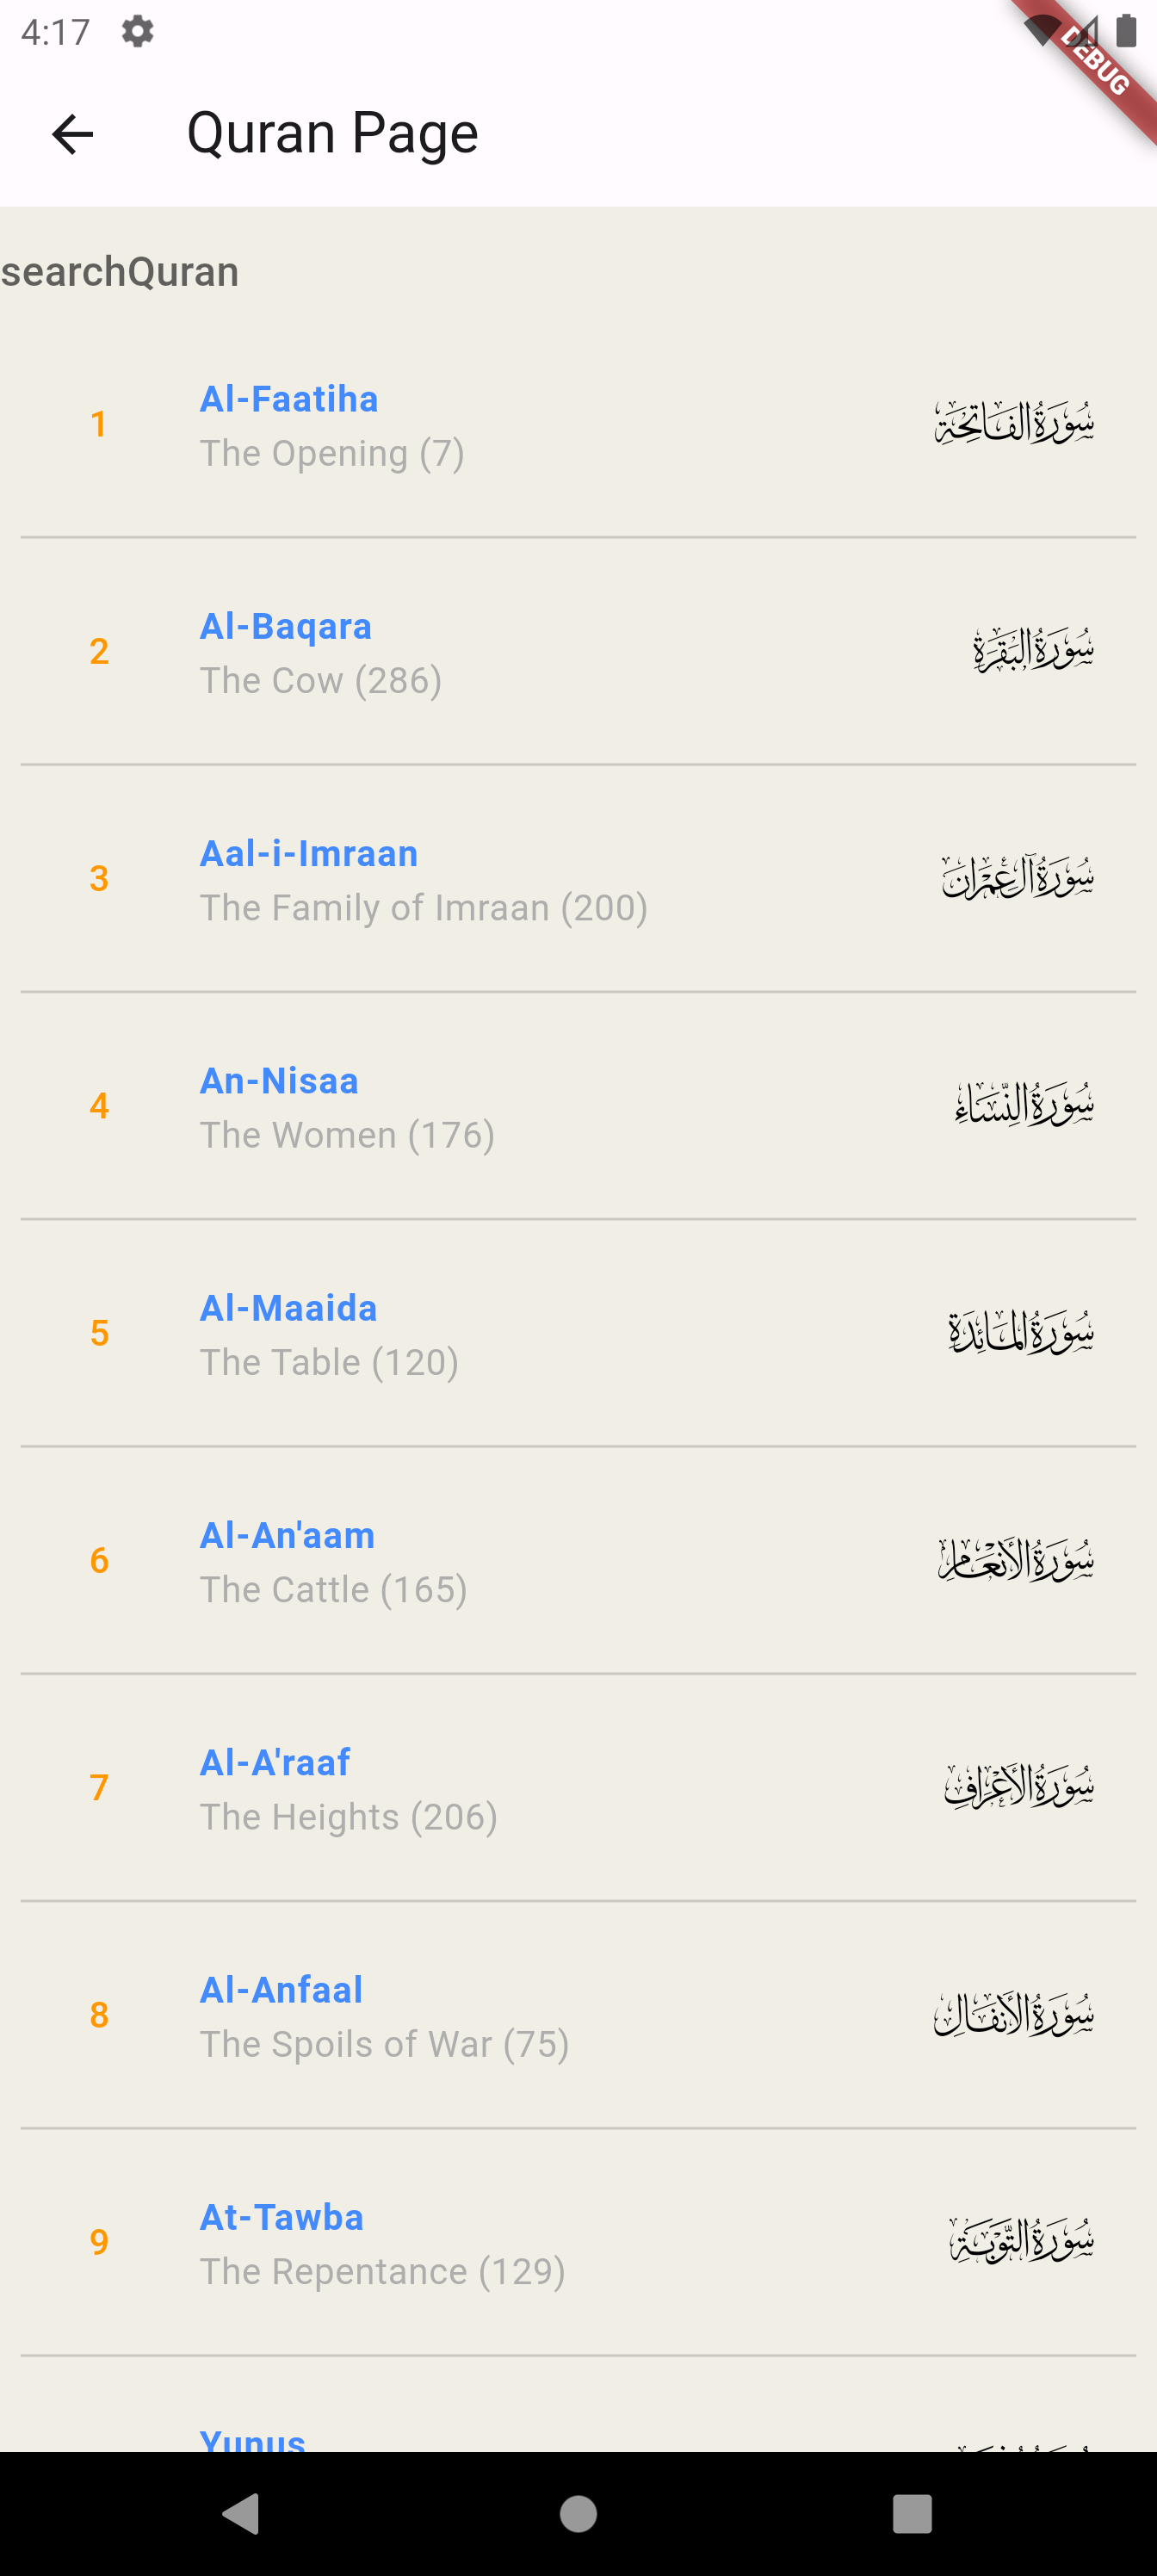 4:17
DEBUG
Quran Page
searchQuran
1
Al-Faatiha
The Opening (7)
سُورَةُ الفَاتِحَةِ
2
Al-Baqara
The Cow (286)
سُورَةُ البَقَرَةِ
3
Aal-i-Imraan
The Family of Imraan (200)
سُورَةُ آلِ عِمۡرَانَ
4
An-Nisaa
The Women (176)
سُورَةُ النِّسَاءِ
5
Al-Maaida
The Table (120)
سُورَةُ المَائـِدَةِ
6
Al-An'aam
The Cattle (165)
سُورَةُ الأَنۡعَامِ
7
Al-A'raaf
The Heights (206)
سُورَةُ الأَعۡرَافِ
8
Al-Anfaal
The Spoils of War (75)
سُورَةُ الأَنفَالِ
9
At-Tawba
The Repentance (129)
سُورَةُ التَّوۡبَةِ
Yunus